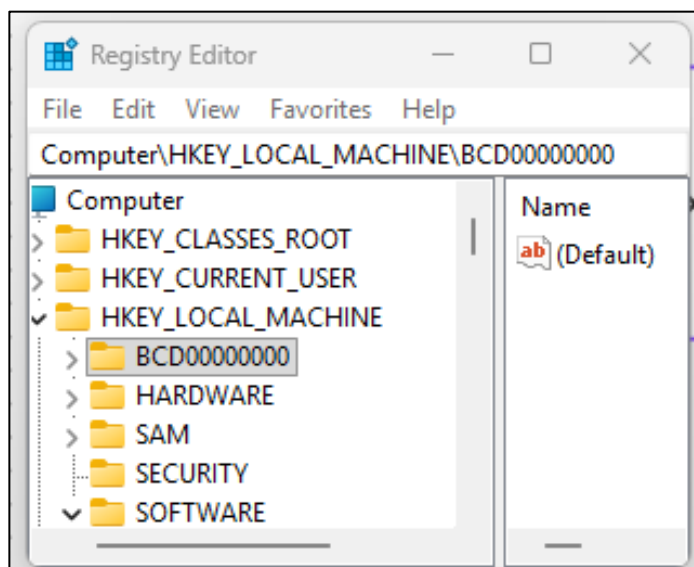 Registry Editor
File Edit View Favorites Help
Computer\HKEY_LOCAL_MACHINE\BCD00000000
Computer
HKEY_CLASSES_ROOT
HKEY_CURRENT_USER
HKEY_LOCAL_MACHINE
BCD00000000
HARDWARE
SAM
SECURITY
SOFTWARE
Name
ab (Default)